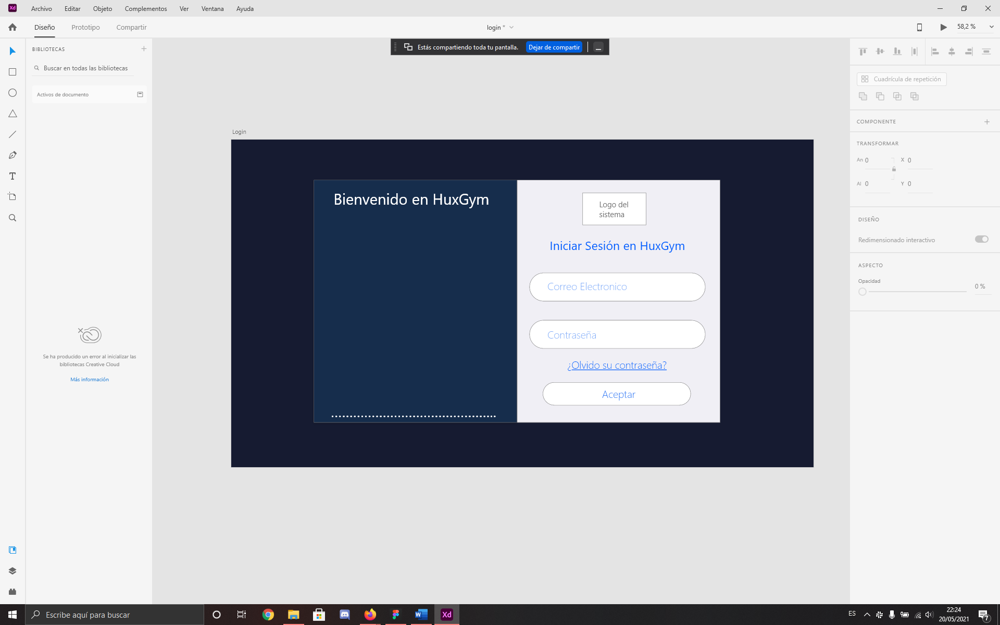 Xd Archivo Editar Objeto Complementos Ver Ventana Ayuda
Diseño Prototipo Compartir login * 58,2 %
Estás compartiendo toda tu pantalla. Dejar de compartir
BIBLIOTECAS
Buscar en todas las bibliotecas
Activos de documento
Se ha producido un error al inicializar las
bibliotecas Creative Cloud
Más información
Login
Bienvenido en HuxGym
Logo del
sistema
Iniciar Sesión en HuxGym
Correo Electronico
Contraseña
¿Olvido su contraseña?
Aceptar
Cuadrícula de repetición
COMPONENTE
TRANSFORMAR
An 0 X 0
Al 0 Y 0
DISEÑO
Redimensionado interactivo
ASPECTO
Opacidad
0 %
Escribe aquí para buscar
W
Xd
ES
22:24
20/05/2021
7